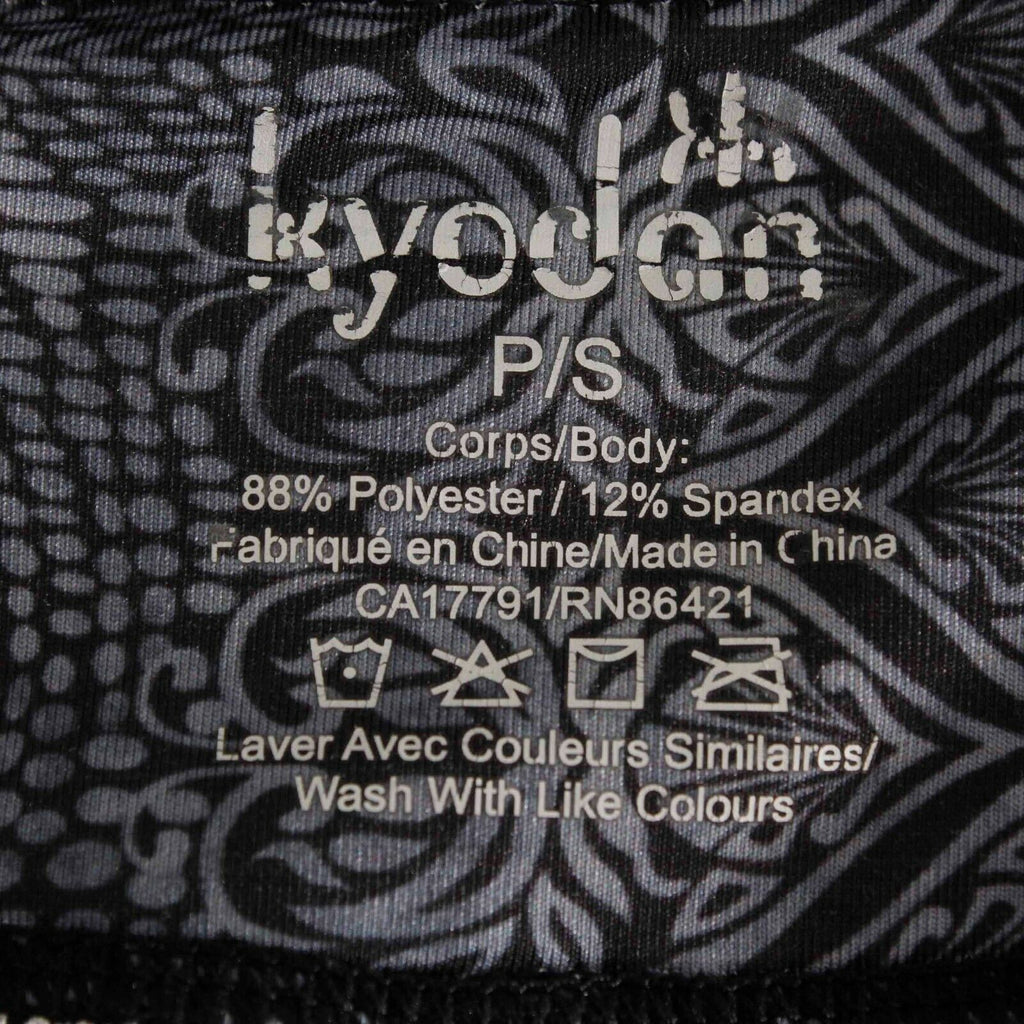 kyodan
P/S
Corps/Body:
88% Polyester / 12% Spandex
Fabriqué en Chine/Made in China
CA17791/RN86421
Laver Avec Couleurs Similaires/
Wash With Like Colours